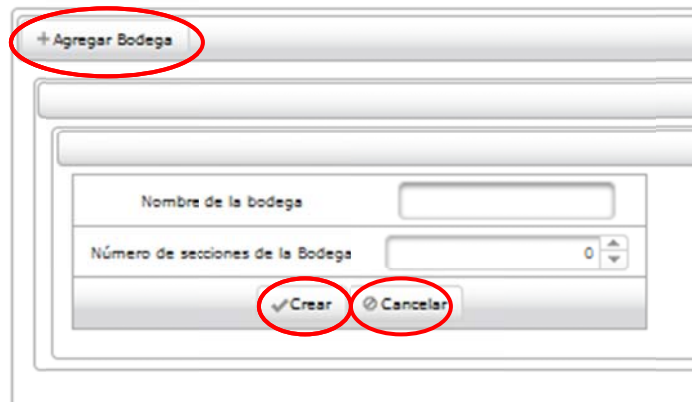 + Agregar Bodega
Nombre de la bodega
Número de secciones de la Bodega 0
Crear Cancelar